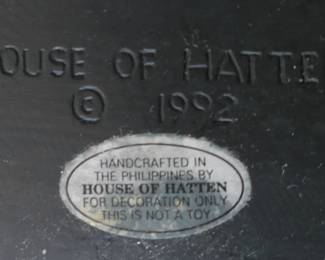 OUSE OF HATTE
© 1992
HANDCRAFTED IN
THE PHILIPPINES BY
HOUSE OF HATTEN
FOR DECORATION ONLY
THIS IS NOT A TOY